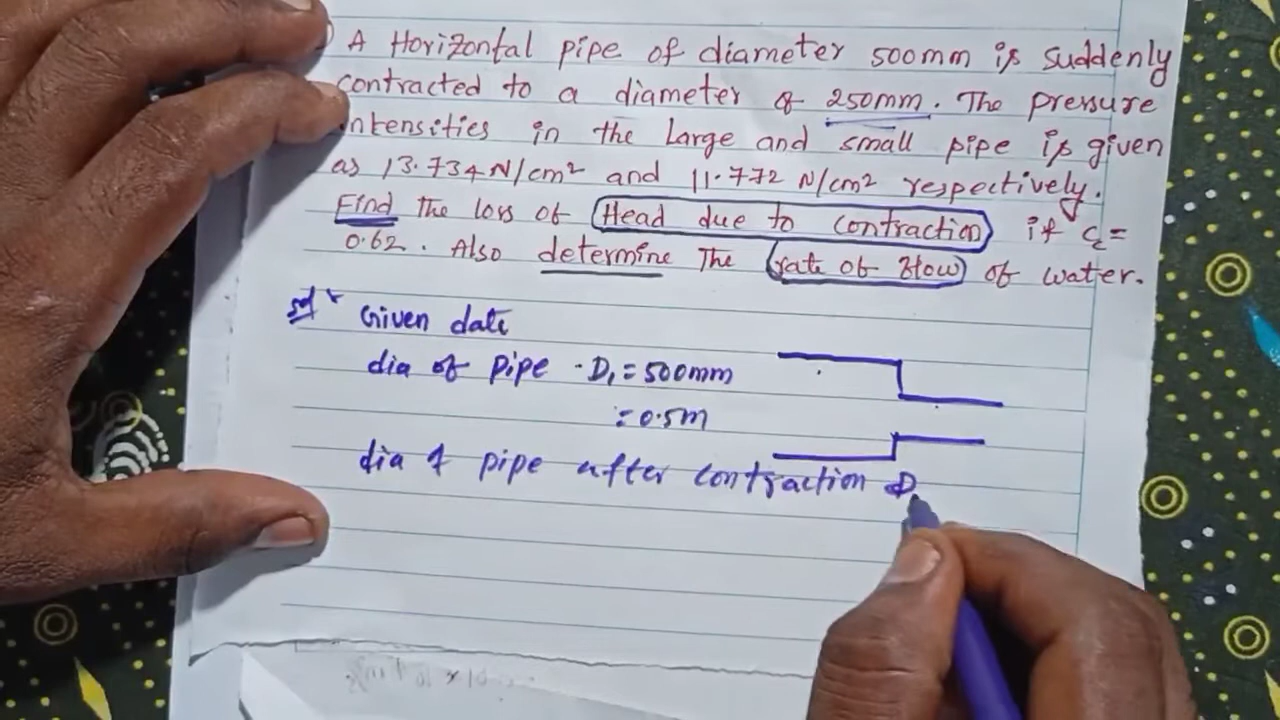 A Horizontal pipe of diameter 500mm is suddenly
contracted to a diameter of 250mm. The pressure
intensities in the large and small pipe is given
as 13.734 N/cm² and 11.772 N/cm² respectively.
Find the loss of Head due to contraction if Cc =
0.62. Also determine The rate of flow of water.
Sol Given date
dia of pipe . D₁ = 500mm
= 0.5m
dia of pipe after contraction D